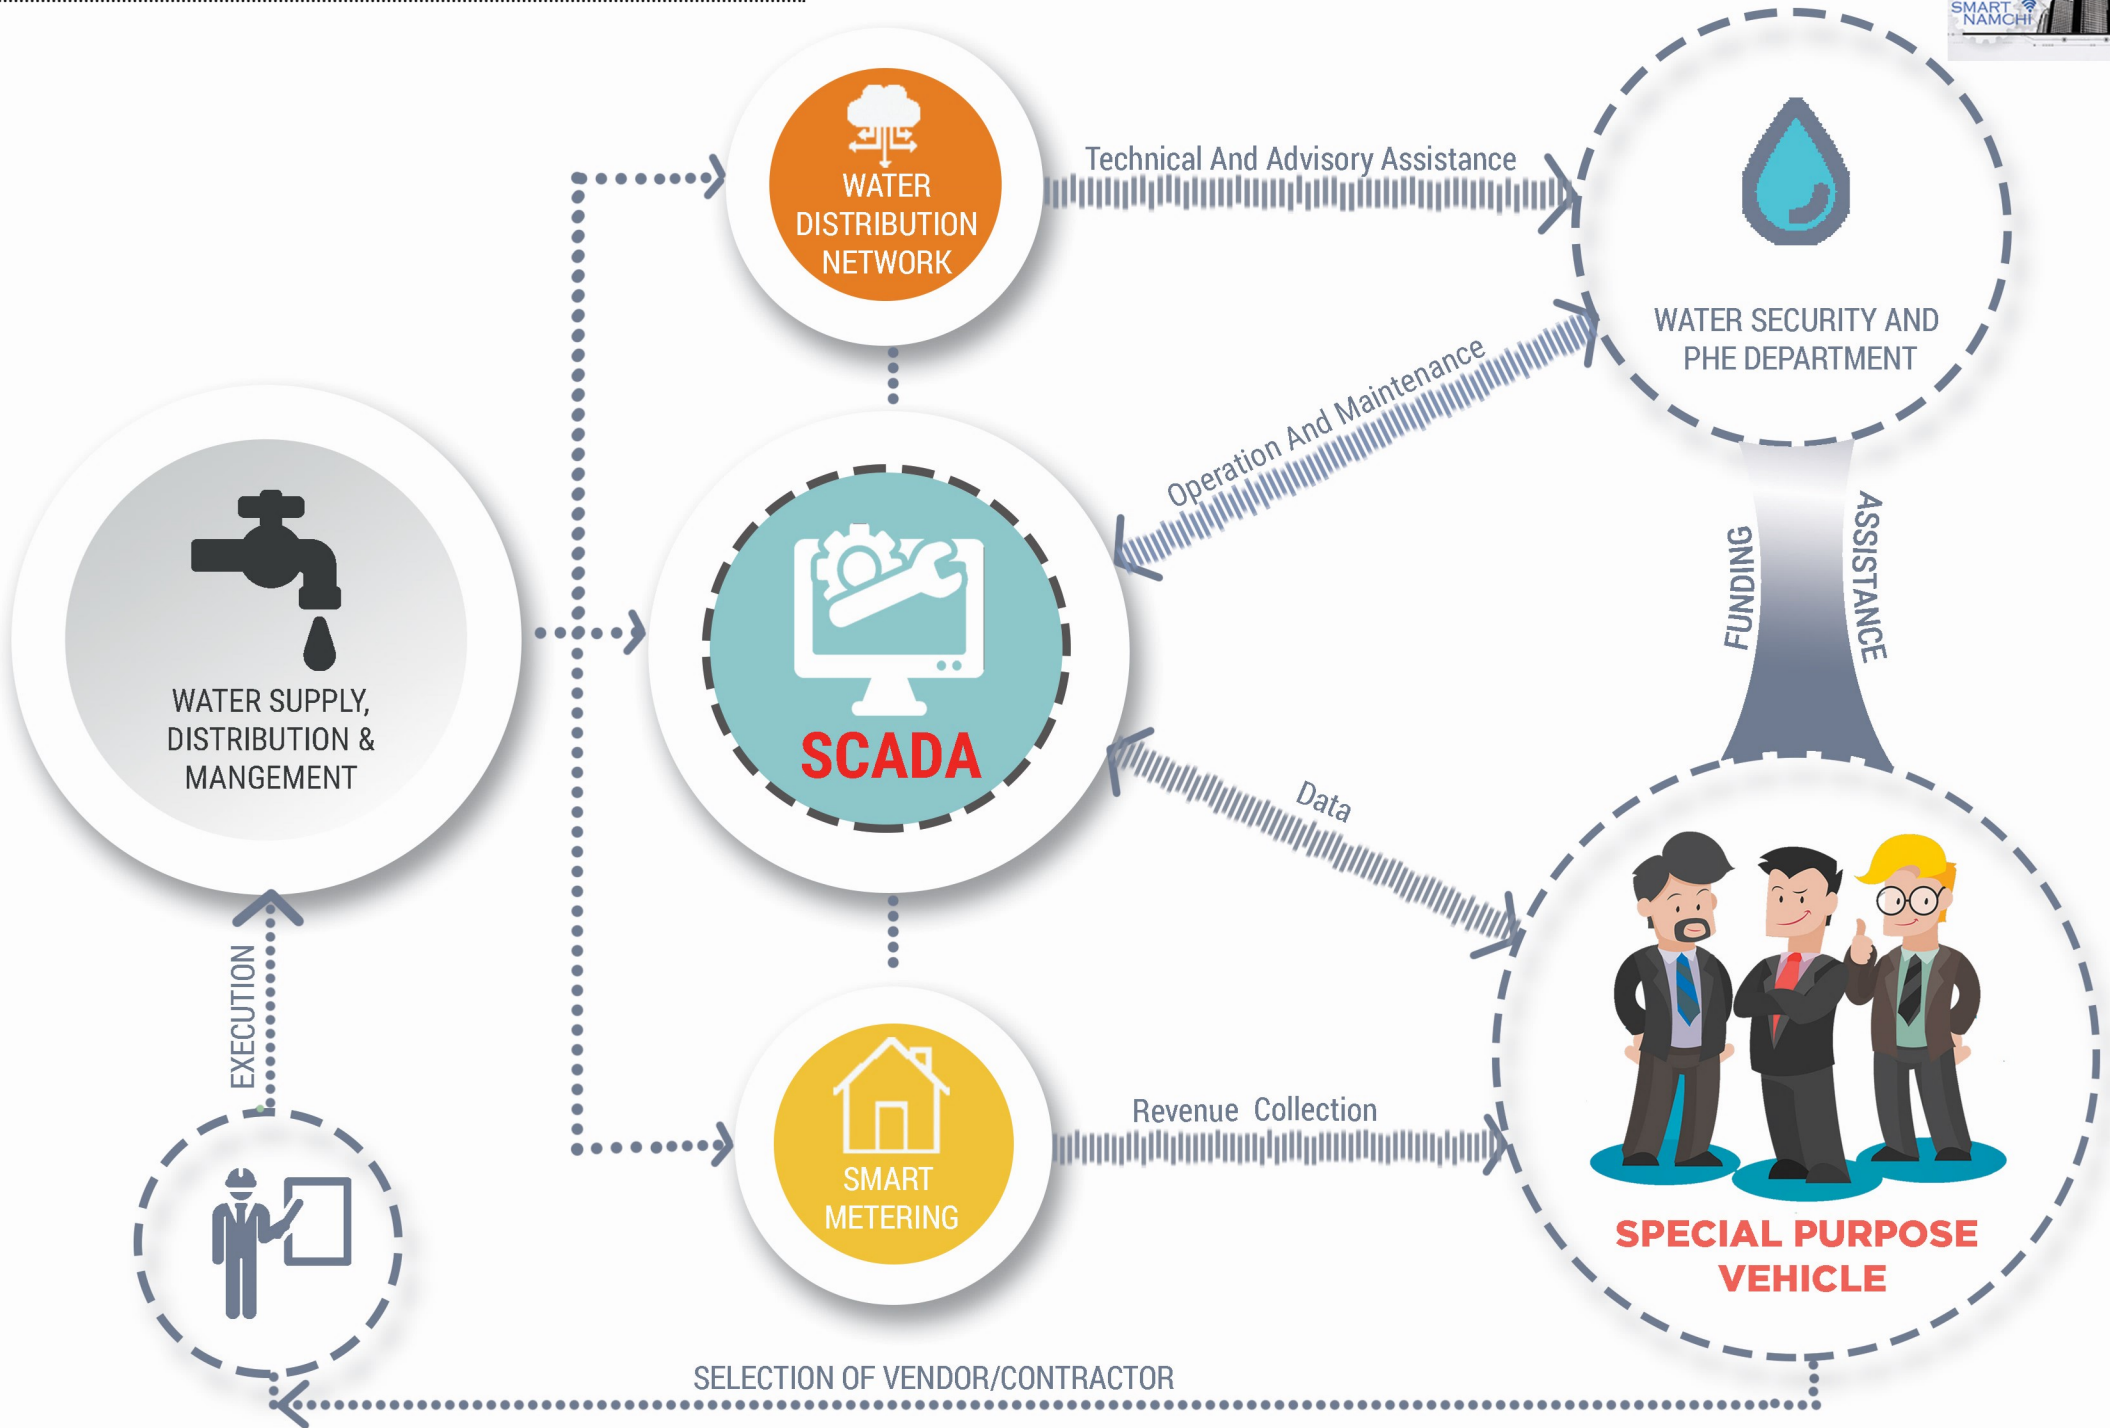 SMART
NAMCHI
WATER
DISTRIBUTION
NETWORK
Technical And Advisory Assistance
WATER SECURITY AND
PHE DEPARTMENT
Operation And Maintenance
FUNDING
ASSISTANCE
WATER SUPPLY,
DISTRIBUTION &
MANGEMENT
SCADA
Data
EXECUTION
SMART
METERING
Revenue Collection
SPECIAL PURPOSE
VEHICLE
SELECTION OF VENDOR/CONTRACTOR